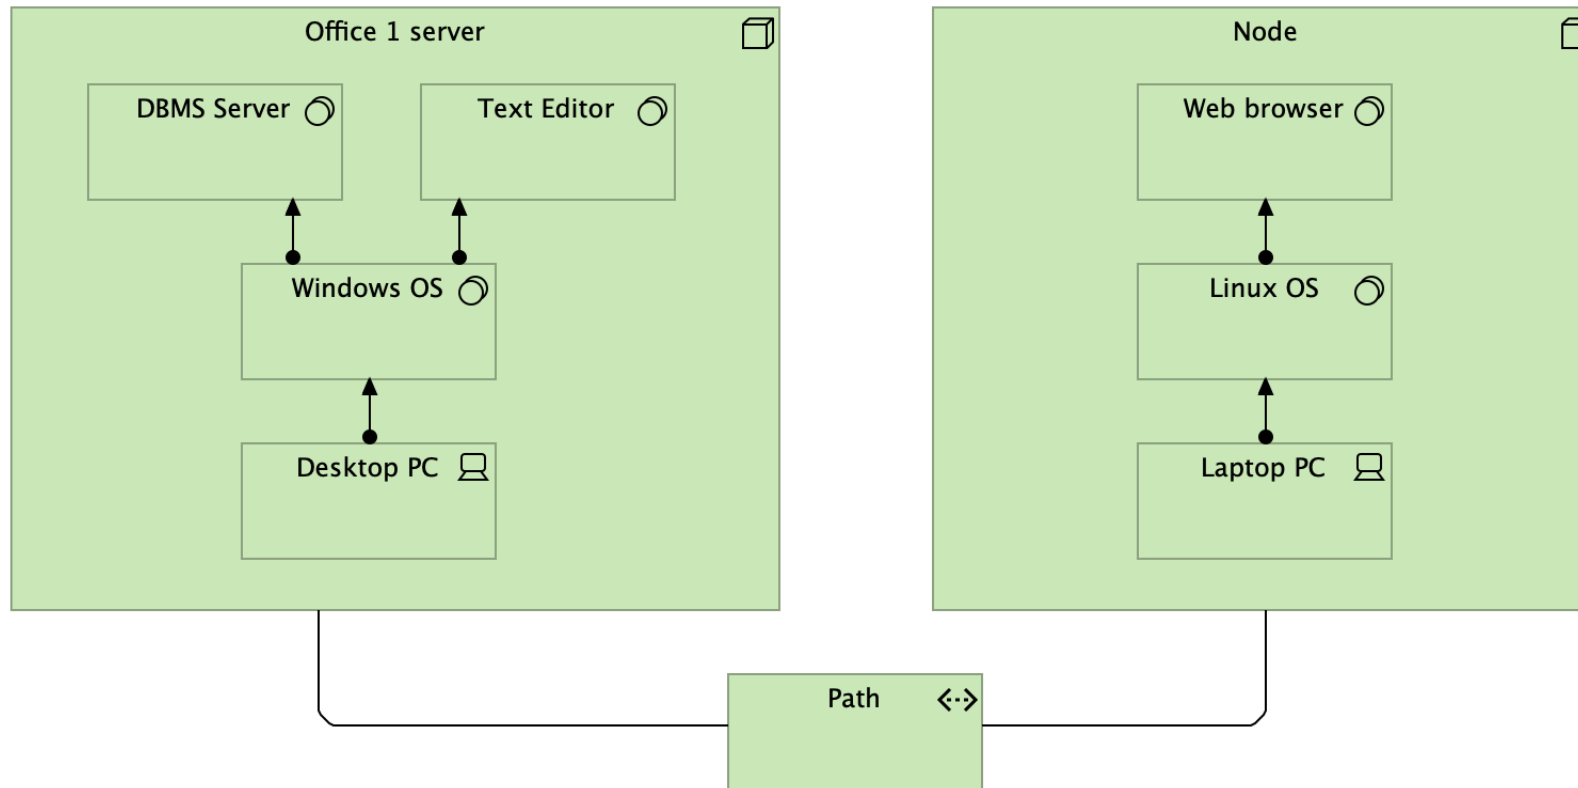 Office 1 server
Node
DBMS Server
Text Editor
Web browser
Windows OS
Linux OS
Desktop PC
Laptop PC
Path